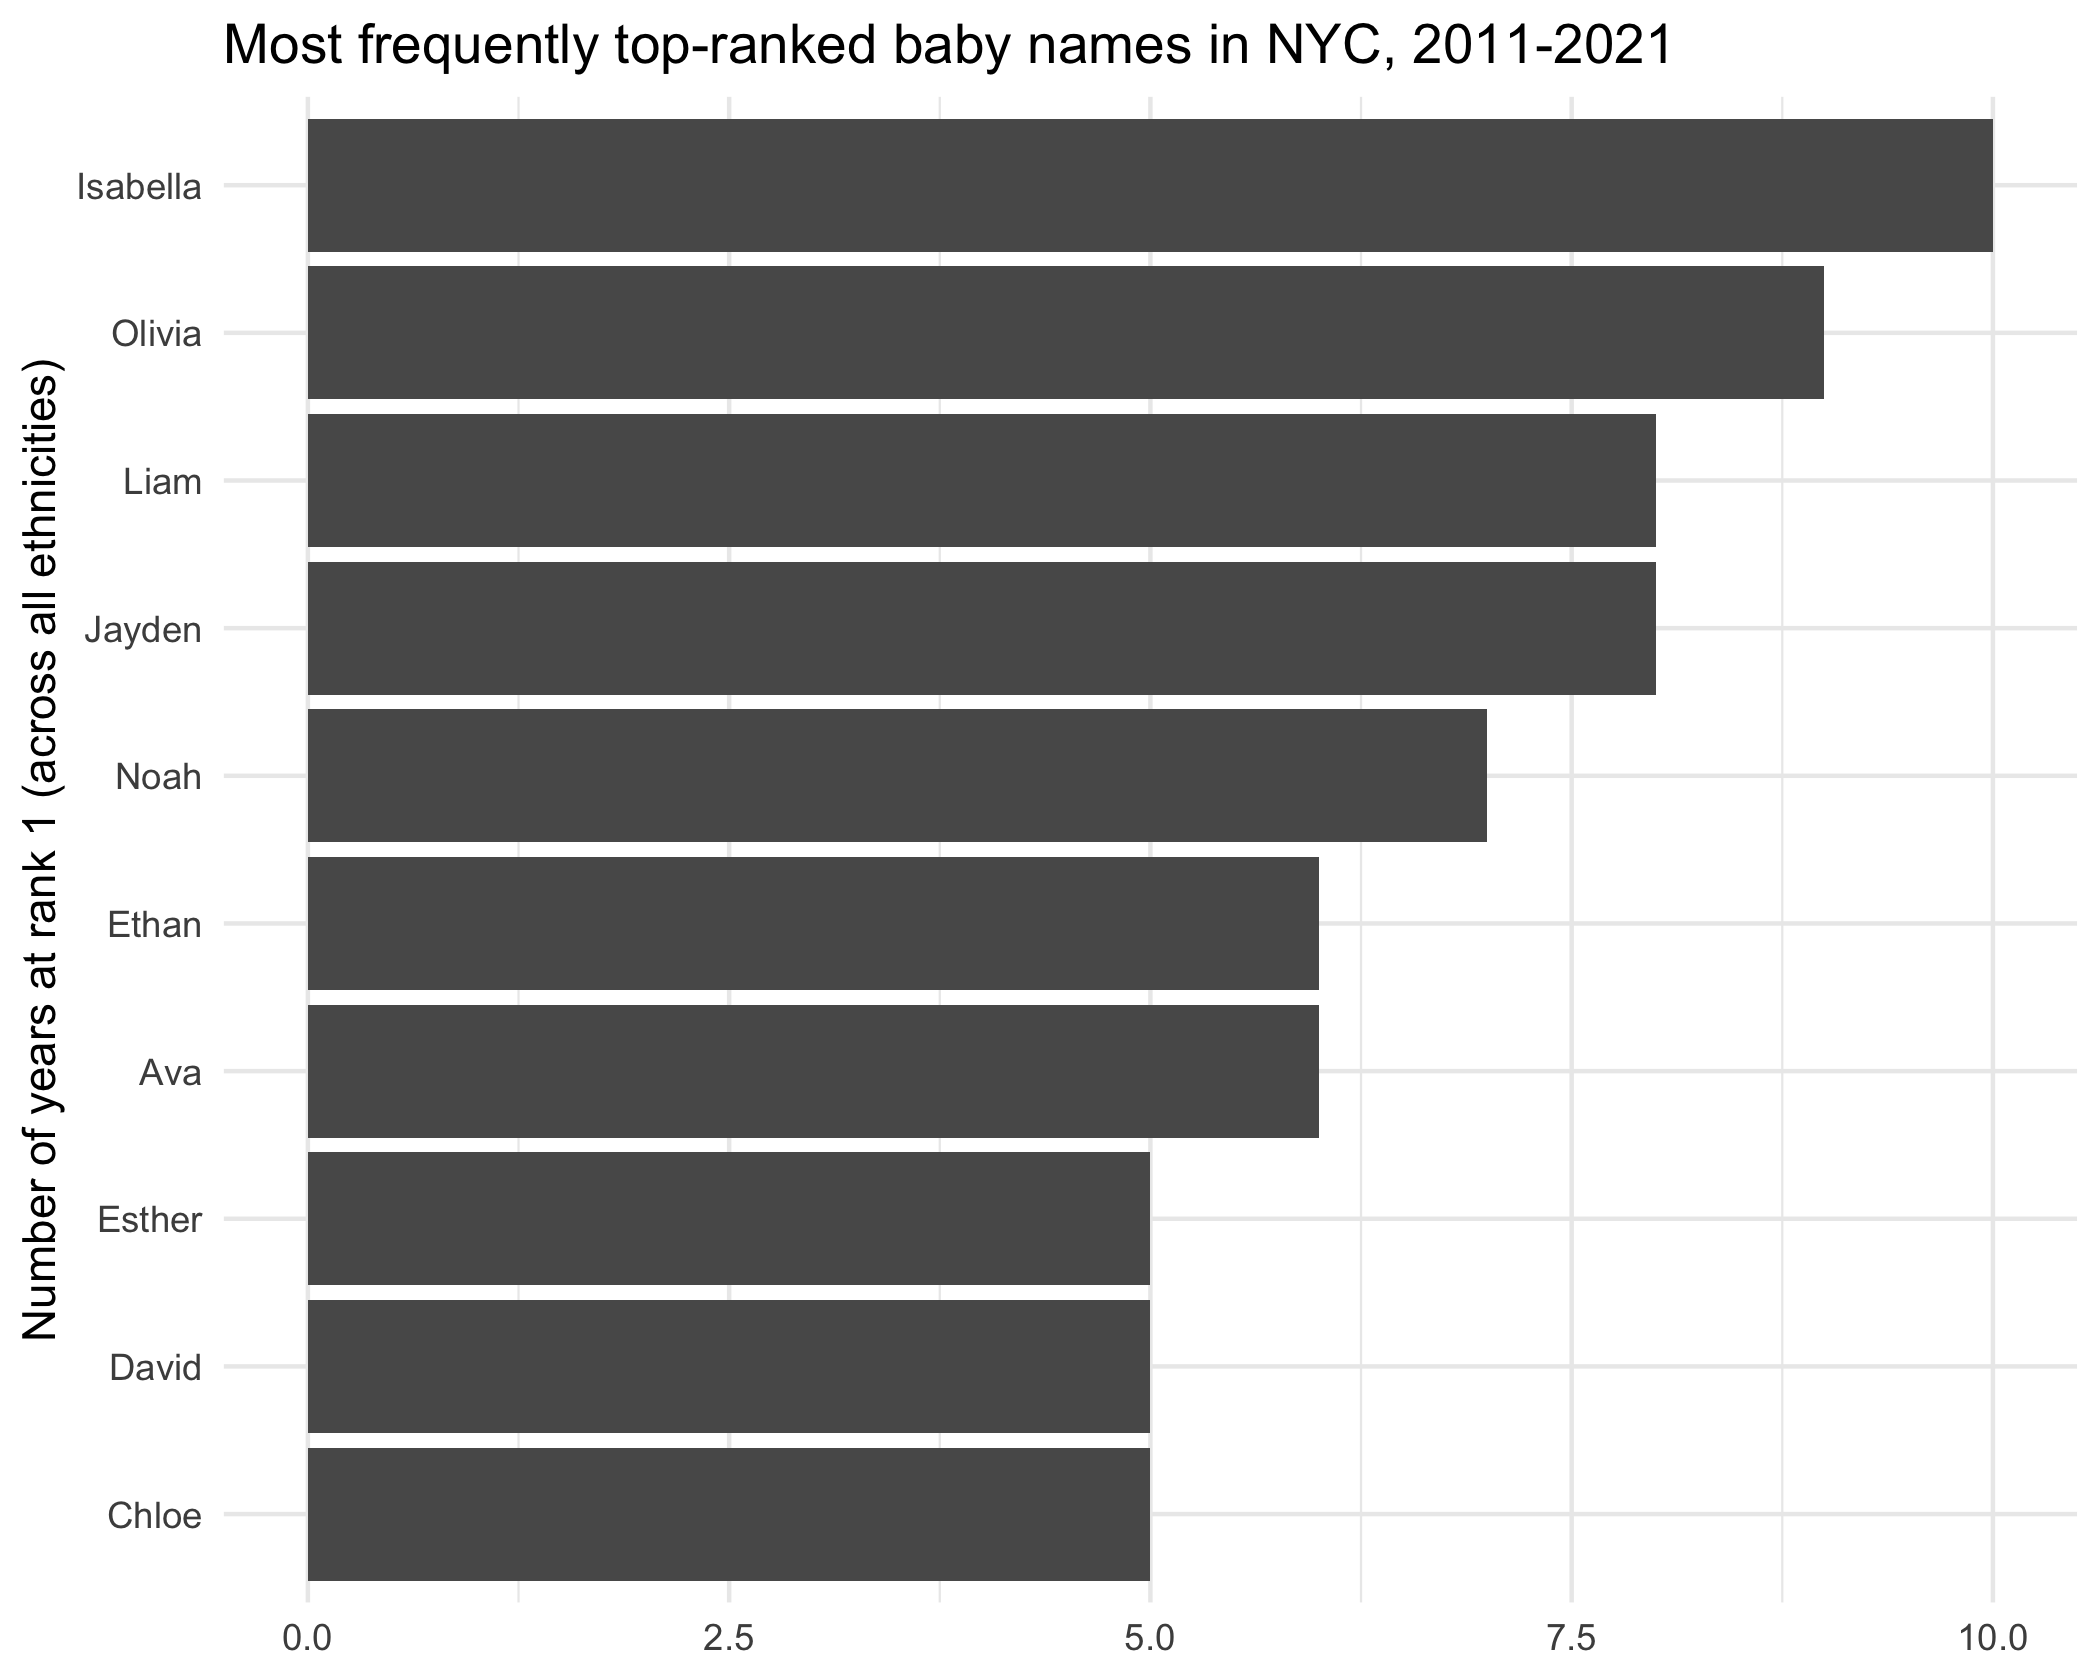 Most frequently top-ranked baby names in NYC, 2011-2021
Number of years at rank 1 (across all ethnicities)
Isabella
Olivia
Liam
Jayden
Noah
Ethan
Ava
Esther
David
Chloe
0.0
2.5
5.0
7.5
10.0